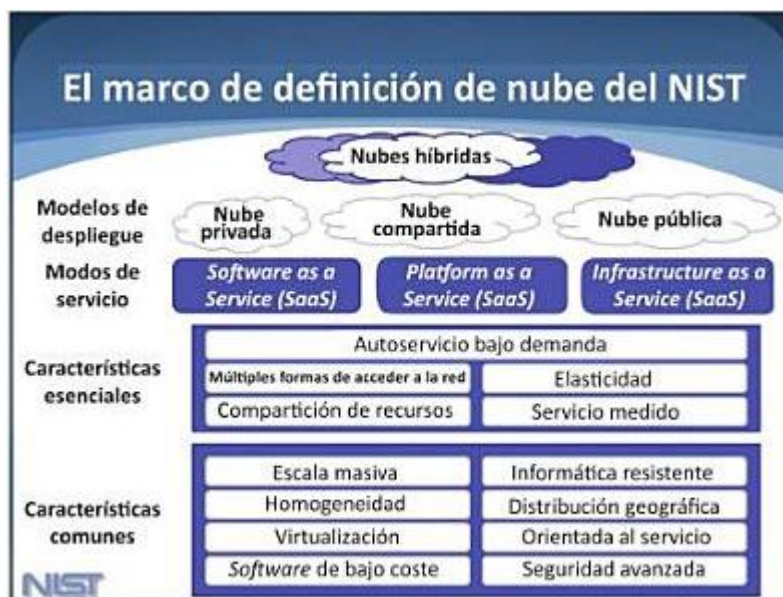 El marco de definición de nube del NIST
Nubes híbridas
Modelos de
despliegue
Nube
privada
Nube
compartida
Nube pública
Modos de
servicio
Software as a
Service (SaaS)
Platform as a
Service (SaaS)
Infrastructure as a
Service (SaaS)
Características
esenciales
Autoservicio bajo demanda
Múltiples formas de acceder a la red
Elasticidad
Compartición de recursos
Servicio medido
Características
comunes
Escala masiva
Informática resistente
Homogeneidad
Distribución geográfica
Virtualización
Orientada al servicio
Software de bajo coste
Seguridad avanzada
NIST